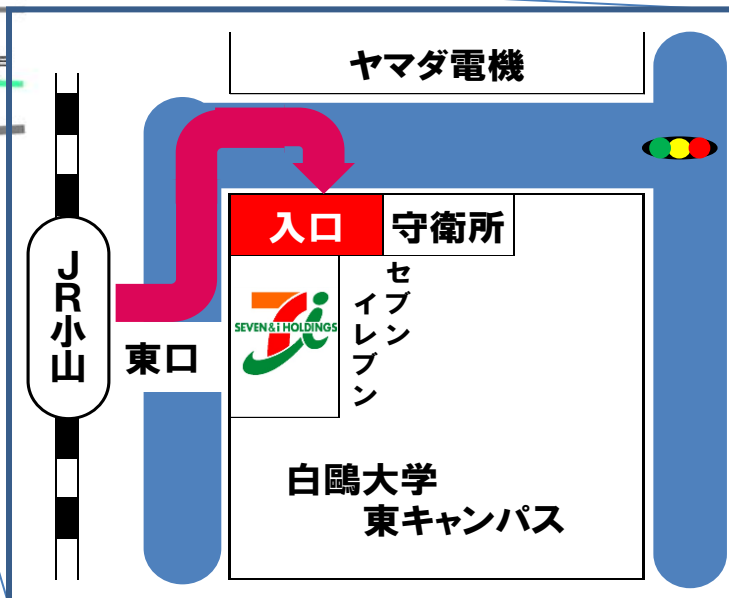 ヤマダ電機
入口
守衛所
JR小山
東口
SEVEN&i HOLDINGS
セブン
イレブン
白鷗大学
東キャンパス